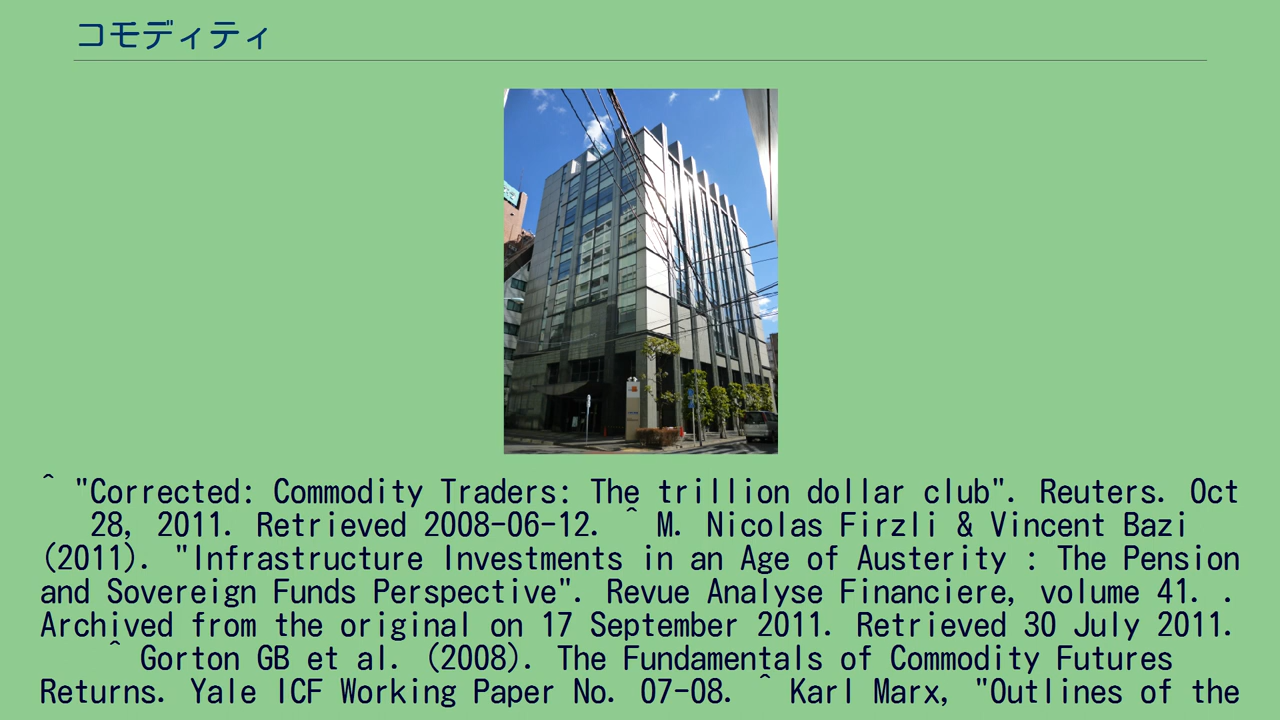 コモディティ
^ "Corrected: Commodity Traders: The trillion dollar club". Reuters. Oct
28, 2011. Retrieved 2008-06-12. ^ M. Nicolas Firzli & Vincent Bazi
(2011). "Infrastructure Investments in an Age of Austerity : The Pension
and Sovereign Funds Perspective". Revue Analyse Financiere, volume 41. .
Archived from the original on 17 September 2011. Retrieved 30 July 2011.
^ Gorton GB et al. (2008). The Fundamentals of Commodity Futures
Returns. Yale ICF Working Paper No. 07-08. ^ Karl Marx, "Outlines of the